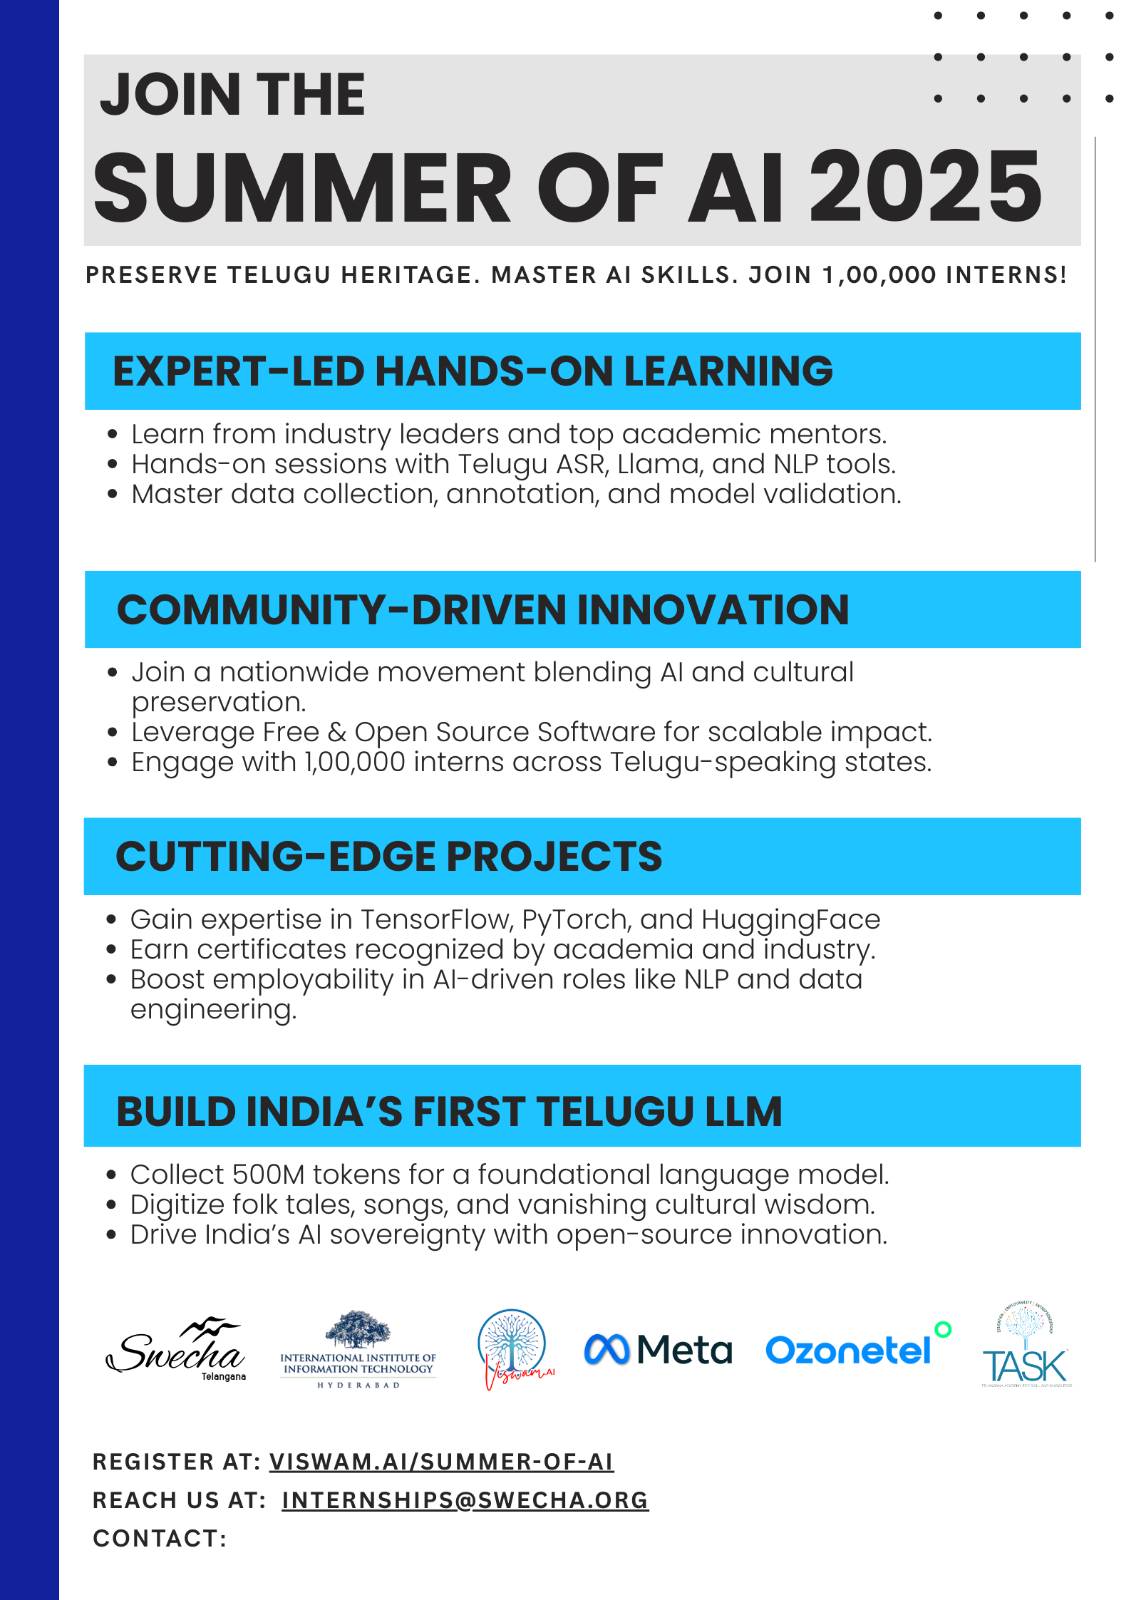 JOIN THE
SUMMER OF AI 2025
PRESERVE TELUGU HERITAGE. MASTER AI SKILLS. JOIN 1,00,000 INTERNS!
EXPERT-LED HANDS-ON LEARNING
• Learn from industry leaders and top academic mentors.
• Hands-on sessions with Telugu ASR, Llama, and NLP tools.
• Master data collection, annotation, and model validation.
COMMUNITY-DRIVEN INNOVATION
• Join a nationwide movement blending AI and cultural
preservation.
• Leverage Free & Open Source Software for scalable impact.
• Engage with 1,00,000 interns across Telugu-speaking states.
CUTTING-EDGE PROJECTS
• Gain expertise in TensorFlow, PyTorch, and HuggingFace
• Earn certificates recognized by academia and industry.
• Boost employability in AI-driven roles like NLP and data
engineering.
BUILD INDIA’S FIRST TELUGU LLM
• Collect 500M tokens for a foundational language model.
• Digitize folk tales, songs, and vanishing cultural wisdom.
• Drive India’s AI sovereignty with open-source innovation.
Swecha
Telangana
INTERNATIONAL INSTITUTE OF
INFORMATION TECHNOLOGY
HYDERABAD
Viswam.AI
Meta
Ozonetel
TASK
REGISTER AT: VISWAM.AI/SUMMER-OF-AI
REACH US AT: INTERNSHIPS@SWECHA.ORG
CONTACT: